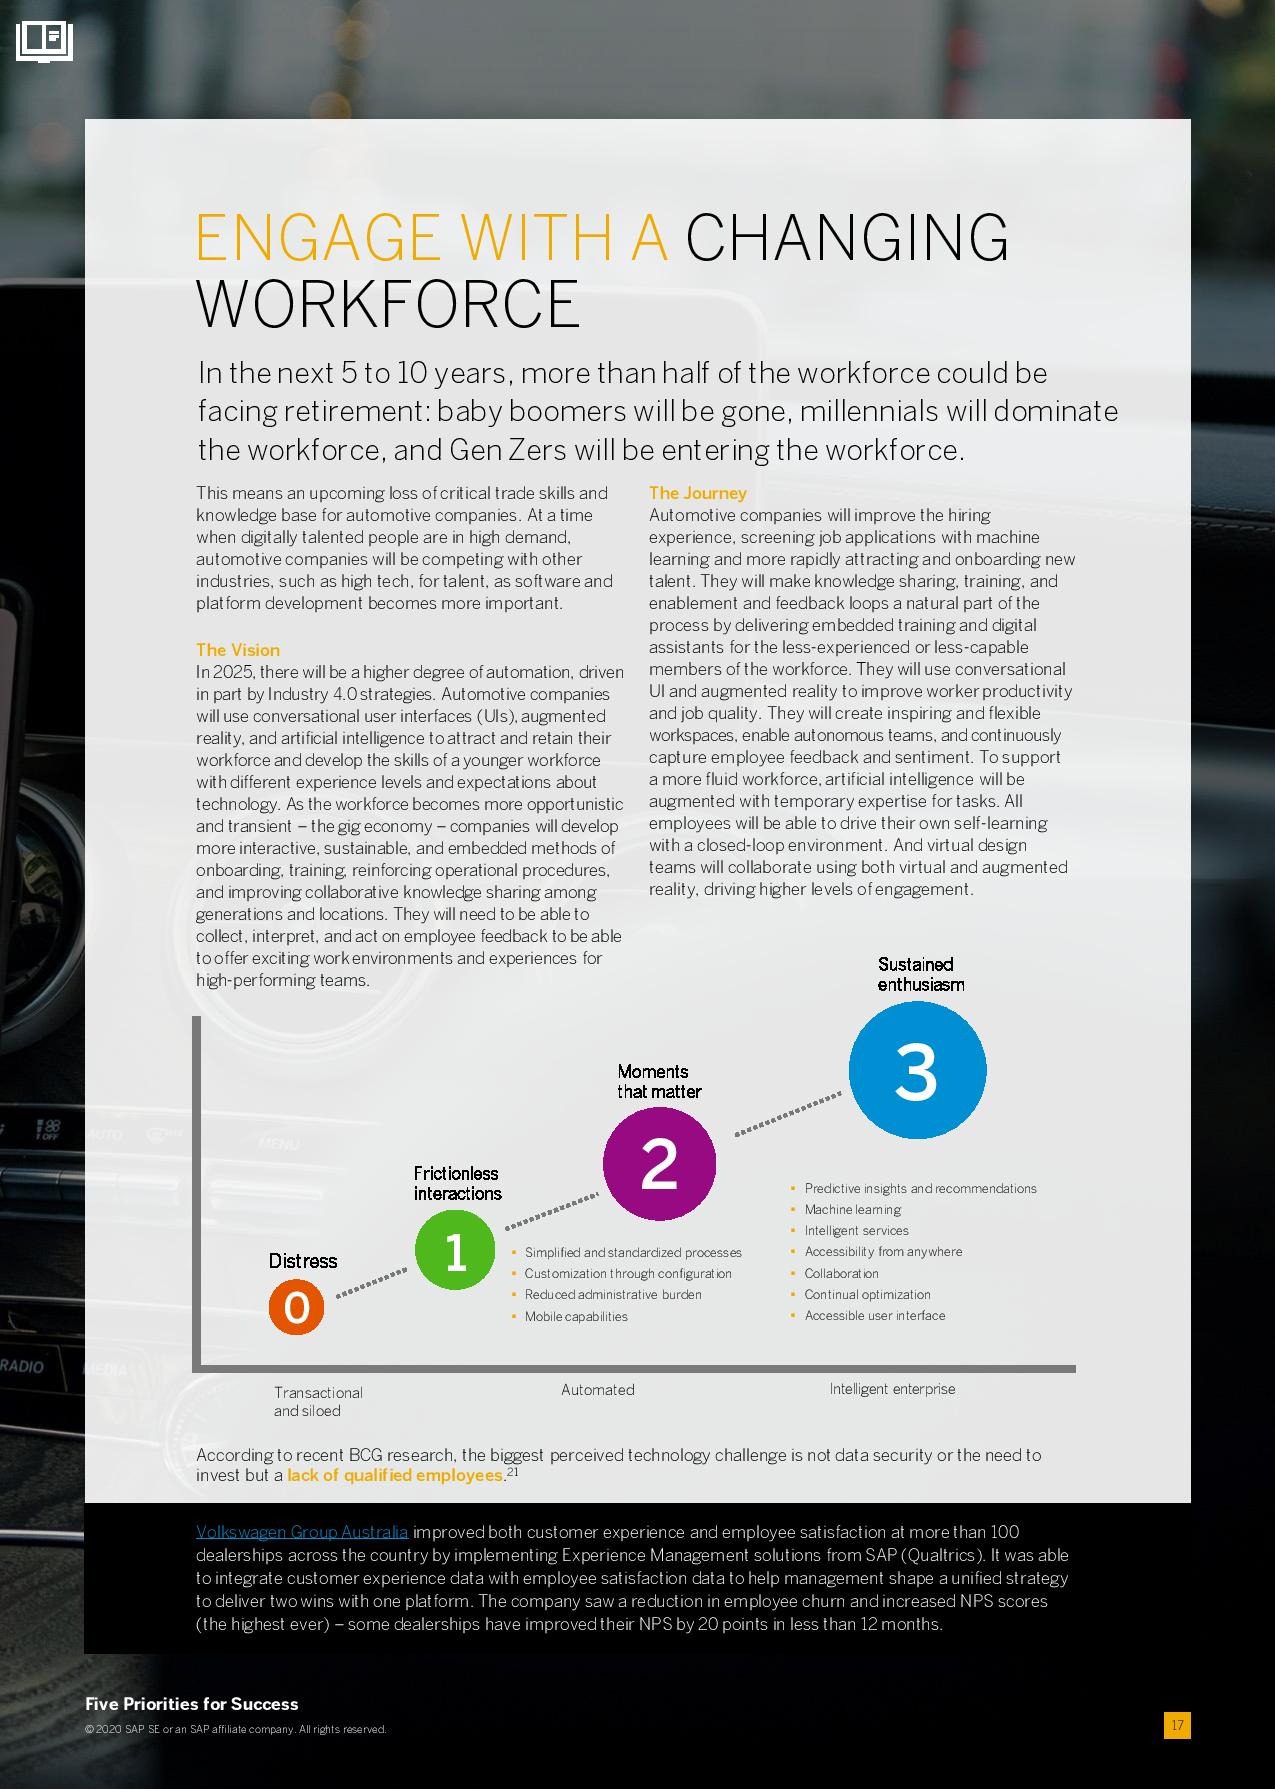 ENGAGE WITH A CHANGING
WORKFORCE
In the next 5 to 10 years, more than half of the workforce could be
facing retirement: baby boomers will be gone, millennials will dominate
the workforce, and Gen Zers will be entering the workforce.
This means an upcoming loss of critical trade skills and
knowledge base for automotive companies. At a time
when digitally talented people are in high demand,
automotive companies will be competing with other
industries, such as high tech, for talent, as software and
platform development becomes more important.
The Vision
In 2025, there will be a higher degree of automation, driven
in part by Industry 4.0 strategies. Automotive companies
will use conversational user interfaces (UIs), augmented
reality, and artificial intelligence to attract and retain their
workforce and develop the skills of a younger workforce
with different experience levels and expectations about
technology. As the workforce becomes more opportunistic
and transient – the gig economy – companies will develop
more interactive, sustainable, and embedded methods of
onboarding, training, reinforcing operational procedures,
and improving collaborative knowledge sharing among
generations and locations. They will need to be able to
collect, interpret, and act on employee feedback to be able
to offer exciting work environments and experiences for
high-performing teams.
The Journey
Automotive companies will improve the hiring
experience, screening job applications with machine
learning and more rapidly attracting and onboarding new
talent. They will make knowledge sharing, training, and
enablement and feedback loops a natural part of the
process by delivering embedded training and digital
assistants for the less-experienced or less-capable
members of the workforce. They will use conversational
UI and augmented reality to improve worker productivity
and job quality. They will create inspiring and flexible
workspaces, enable autonomous teams, and continuously
capture employee feedback and sentiment. To support
a more fluid workforce, artificial intelligence will be
augmented with temporary expertise for tasks. All
employees will be able to drive their own self-learning
with a closed-loop environment. And virtual design
teams will collaborate using both virtual and augmented
reality, driving higher levels of engagement.
Distress
0
Frictionless
interactions
1
Moments
that matter
2
Sustained
enthusiasm
3
▪ Simplified and standardized processes
▪ Customization through configuration
▪ Reduced administrative burden
▪ Mobile capabilities
▪ Predictive insights and recommendations
▪ Machine learning
▪ Intelligent services
▪ Accessibility from anywhere
▪ Collaboration
▪ Continual optimization
▪ Accessible user interface
Transactional
and siloed
Automated
Intelligent enterprise
According to recent BCG research, the biggest perceived technology challenge is not data security or the need to
invest but a lack of qualified employees.21
Volkswagen Group Australia improved both customer experience and employee satisfaction at more than 100
dealerships across the country by implementing Experience Management solutions from SAP (Qualtrics). It was able
to integrate customer experience data with employee satisfaction data to help management shape a unified strategy
to deliver two wins with one platform. The company saw a reduction in employee churn and increased NPS scores
(the highest ever) – some dealerships have improved their NPS by 20 points in less than 12 months.
Five Priorities for Success
© 2020 SAP SE or an SAP affiliate company. All rights reserved.
17
OFF
AUTO
MENU
RADIO
MEDIA